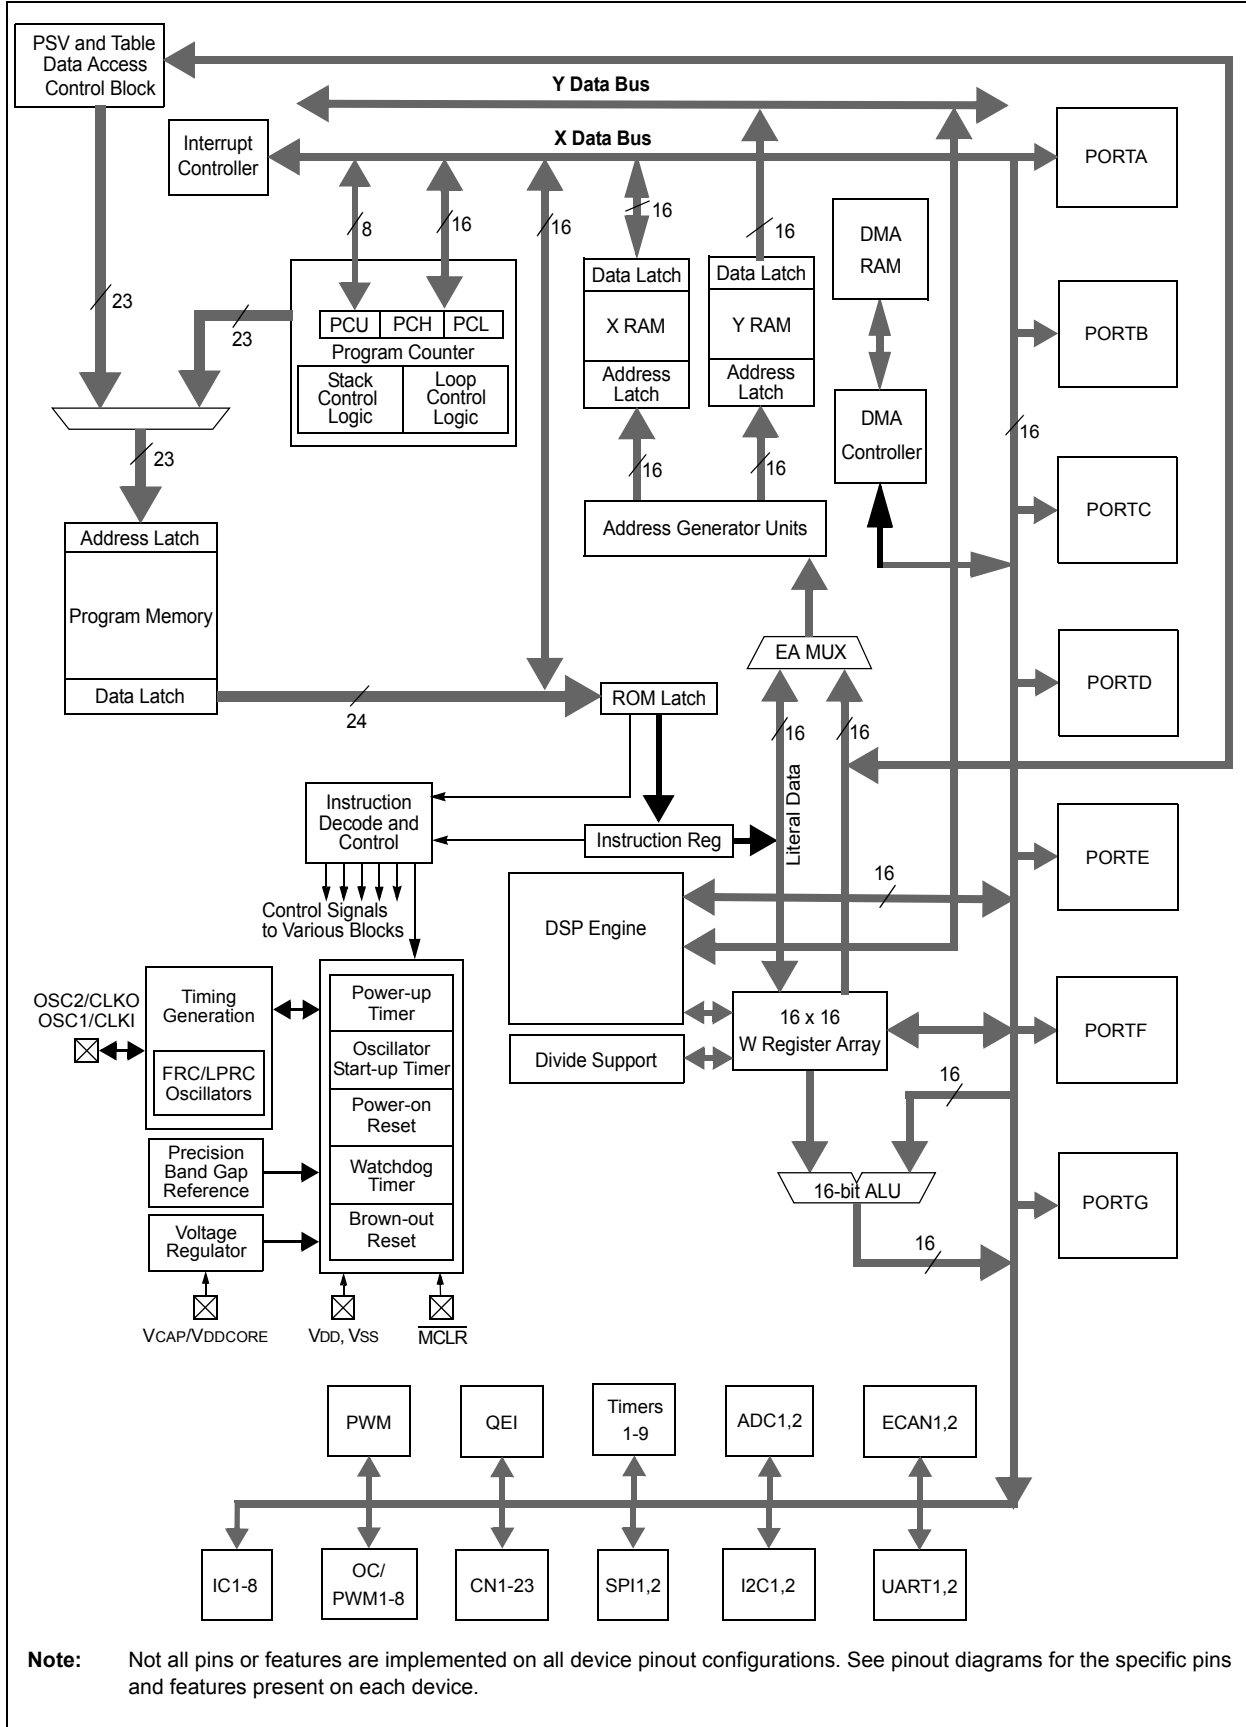 PSV and Table
Data Access
Control Block
Y Data Bus
X Data Bus
Interrupt
Controller
PORTA
8
16
16
16
16
DMA
RAM
Data Latch
Data Latch
23
23
PCU
PCH
PCL
X RAM
Y RAM
PORTB
Program Counter
Stack
Control
Logic
Loop
Control
Logic
Address
Latch
Address
Latch
DMA
Controller
16
23
16
16
PORTC
Address Generator Units
Address Latch
Program Memory
EA MUX
Data Latch
24
ROM Latch
PORTD
16
16
Literal Data
Instruction
Decode and
Control
Instruction Reg
PORTE
16
Control Signals
to Various Blocks
DSP Engine
OSC2/CLKO
OSC1/CLKI
Timing
Generation
Power-up
Timer
16 x 16
W Register Array
PORTF
FRC/LPRC
Oscillators
Oscillator
Start-up Timer
Divide Support
16
Power-on
Reset
Precision
Band Gap
Reference
Watchdog
Timer
16-bit ALU
PORTG
Voltage
Regulator
Brown-out
Reset
16
VCAP/VDDCORE
VDD, VSS
MCLR
PWM
QEI
Timers
1-9
ADC1,2
ECAN1,2
IC1-8
OC/
PWM1-8
CN1-23
SPI1,2
I2C1,2
UART1,2
Note: Not all pins or features are implemented on all device pinout configurations. See pinout diagrams for the specific pins
and features present on each device.